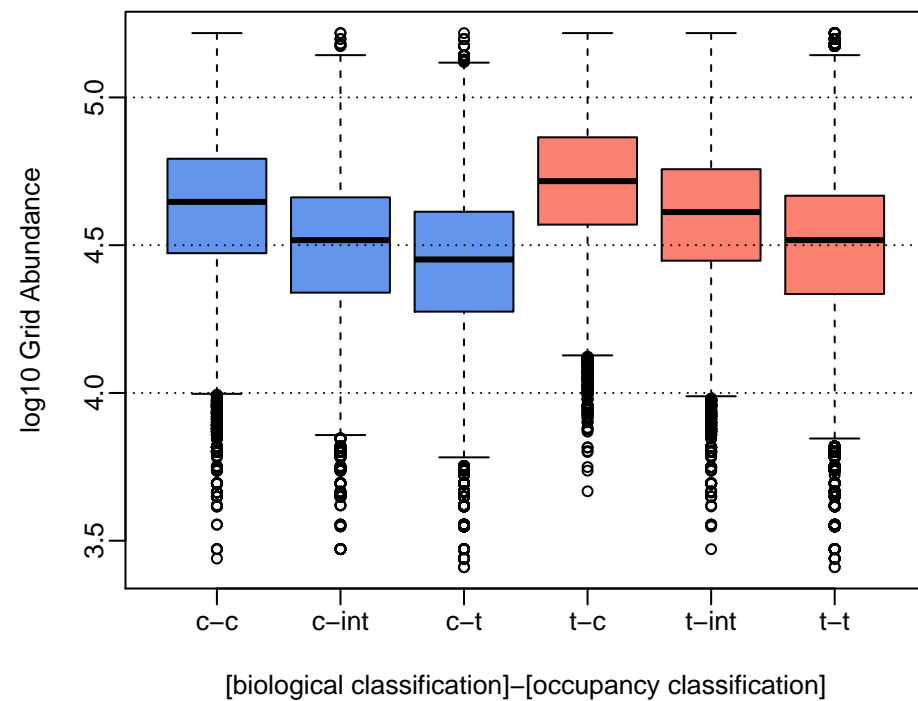 log10 Grid Abundance
5.0
4.5
4.0
3.5
c−c c−int c−t t−c t−int t−t
[biological classification]−[occupancy classification]